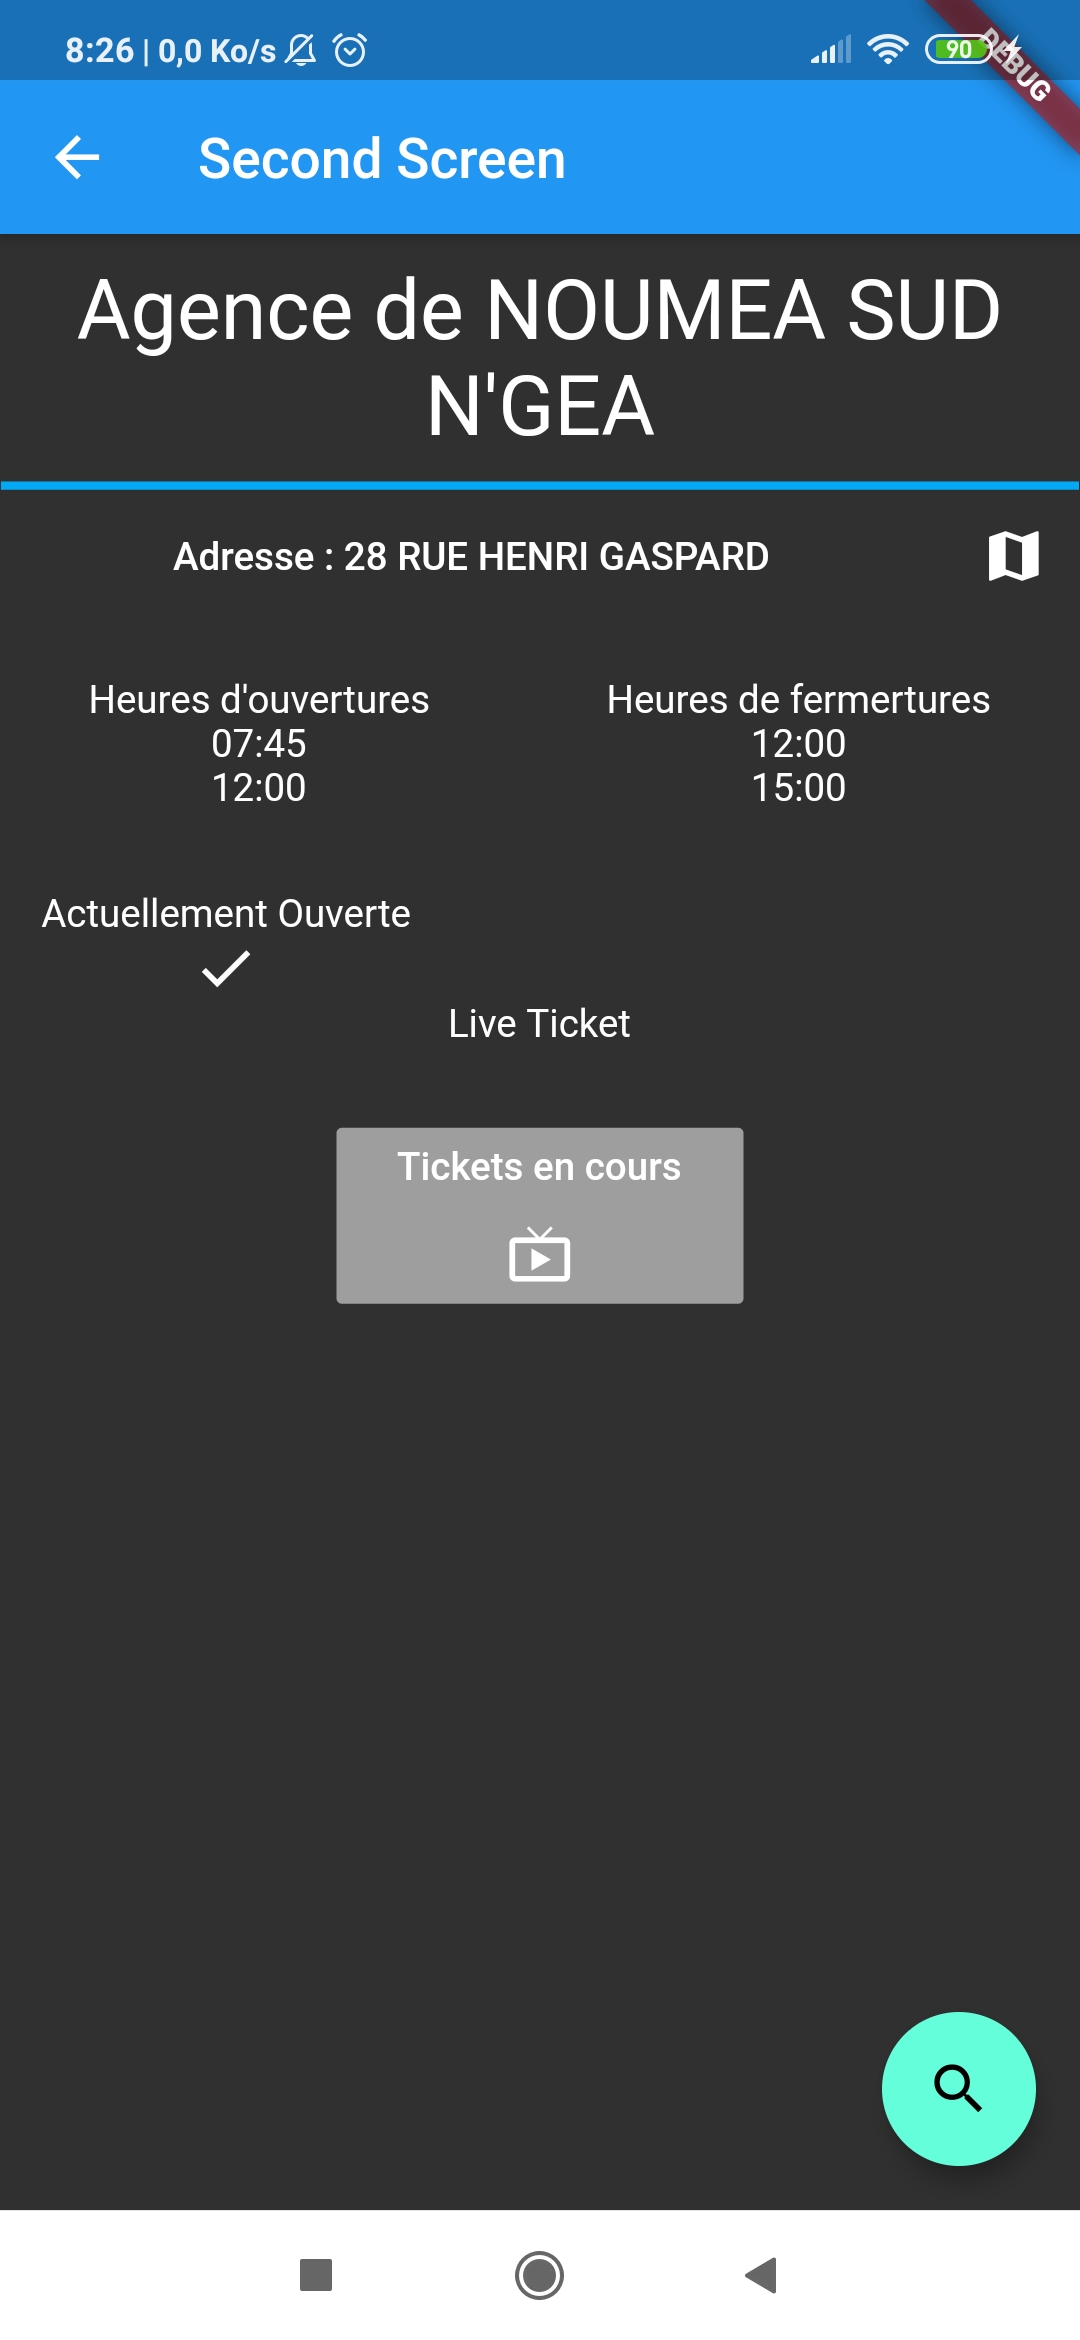 8:26 | 0,0 Ko/s
90
DEBUG
Second Screen
Agence de NOUMEA SUD
N'GEA
Adresse : 28 RUE HENRI GASPARD
Heures d'ouvertures
07:45
12:00
Heures de fermertures
12:00
15:00
Actuellement Ouverte
Live Ticket
Tickets en cours